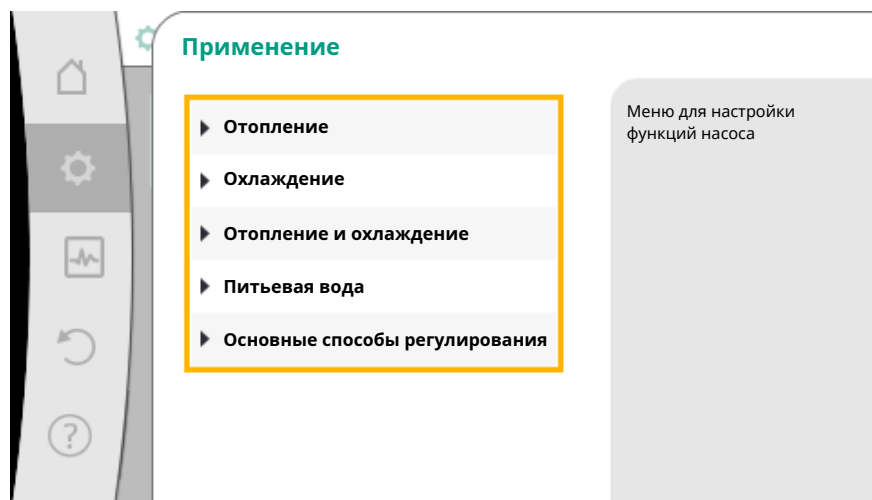 Применение
Отопление
Охлаждение
Отопление и охлаждение
Питьевая вода
Основные способы регулирования
Меню для настройки
функций насоса
?